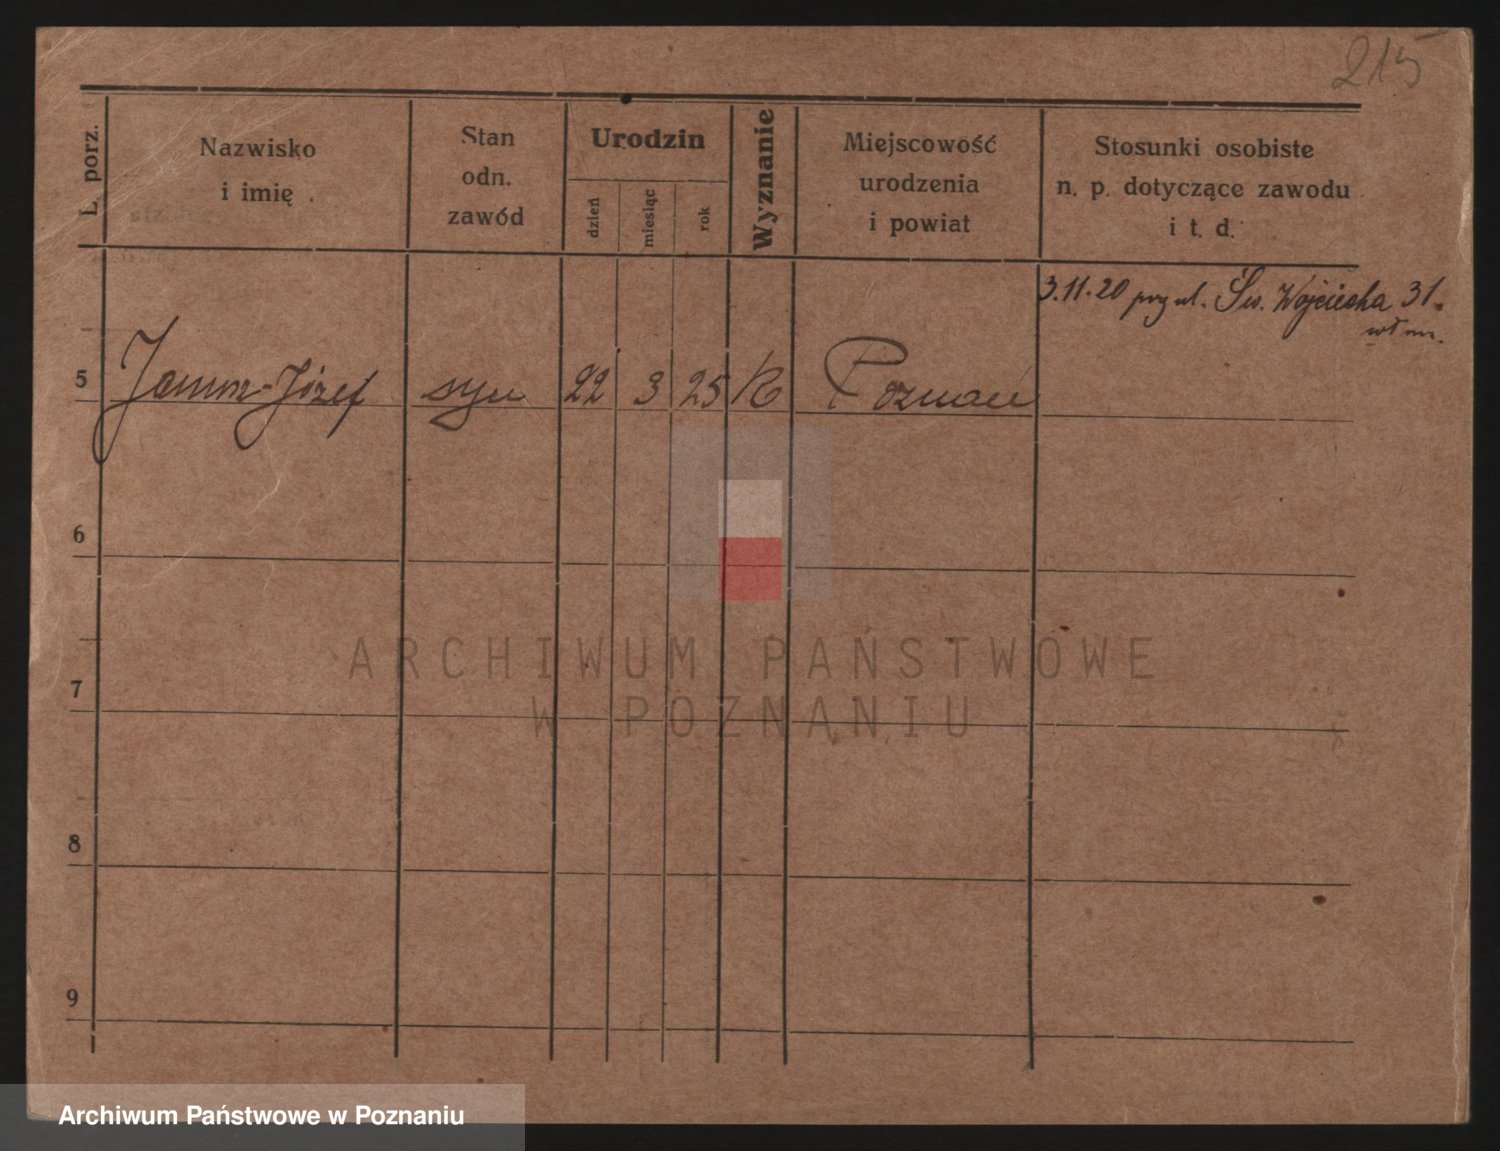 215
L. porz.
Nazwisko
i imię
Stan
odn.
zawód
Urodzin
dzień
miesiąc
rok
Wyznanie
Miejscowość
urodzenia
i powiat
Stosunki osobiste
n. p. dotyczące zawodu
i t. d.
3.11.20 przy ul. Św. Wojciecha 31.
5 Józef syn 22 3 25 K Poznań
6
7
8
9
ARCHIWUM PAŃSTWOWE
W POZNANIU
Archiwum Państwowe w Poznaniu